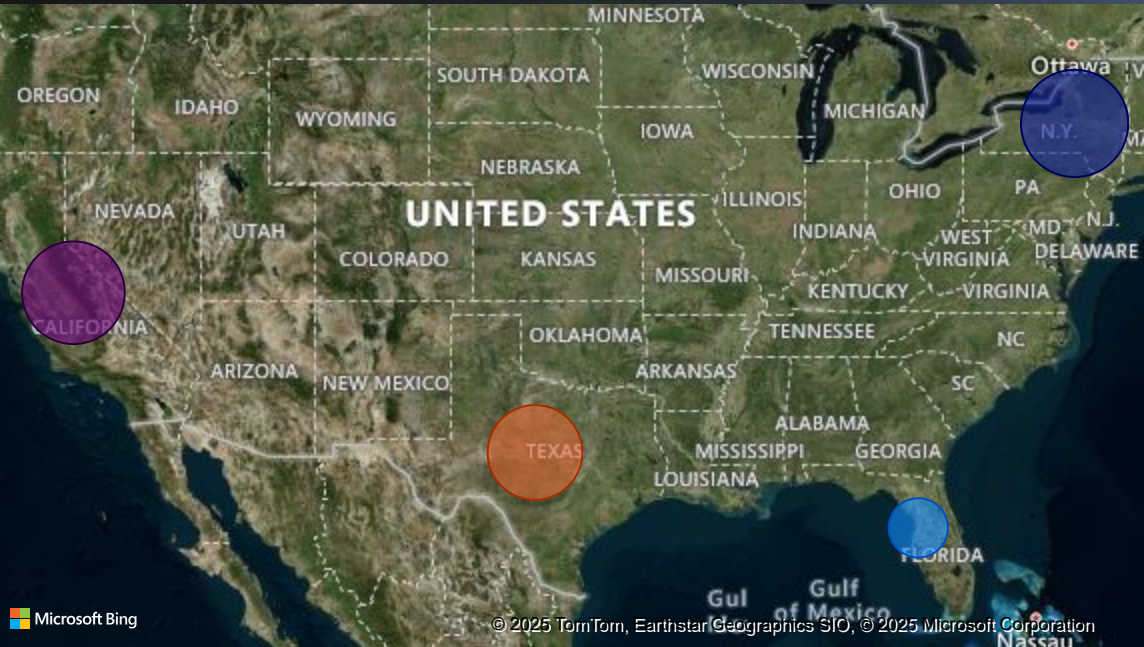 MINNESOTA
Ottawa
OREGON
IDAHO
WYOMING
SOUTH DAKOTA
WISCONSIN
MICHIGAN
IOWA
N.Y.
NEBRASKA
ILLINOIS
OHIO
PA
NEVADA
UTAH
UNITED STATES
INDIANA
WEST
VIRGINIA
MD
N.J.
DELAWARE
COLORADO
KANSAS
MISSOURI
KENTUCKY
VIRGINIA
CALIFORNIA
OKLAHOMA
TENNESSEE
NC
ARIZONA
NEW MEXICO
ARKANSAS
SC
ALABAMA
TEXAS
MISSISSIPPI
GEORGIA
LOUISIANA
FLORIDA
Gulf
of Mexico
Gul
Microsoft Bing
© 2025 TomTom, Earthstar Geographics SIO, © 2025 Microsoft Corporation
Nassau